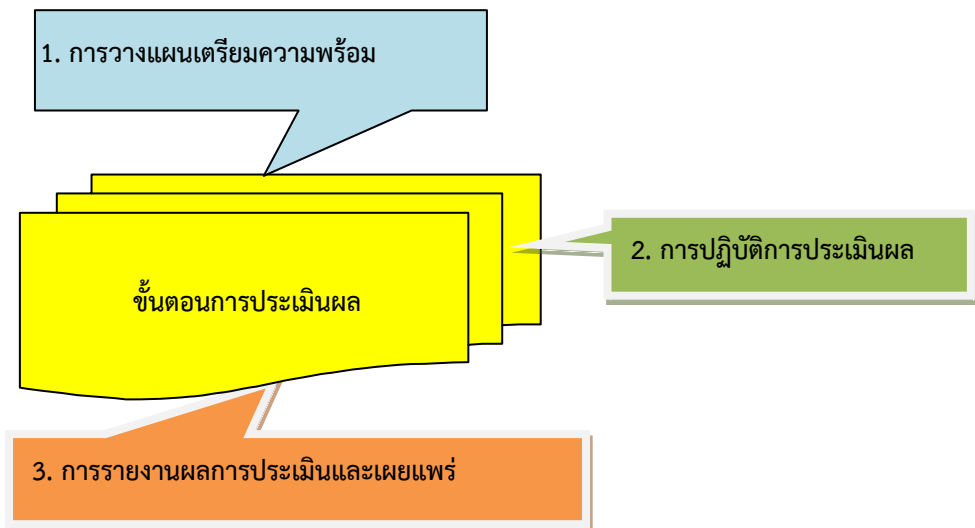 1. การวางแผนเตรียมความพร้อม
2. การปฏิบัติการประเมินผล
ขั้นตอนการประเมินผล
3. การรายงานผลการประเมินและเผยแพร่